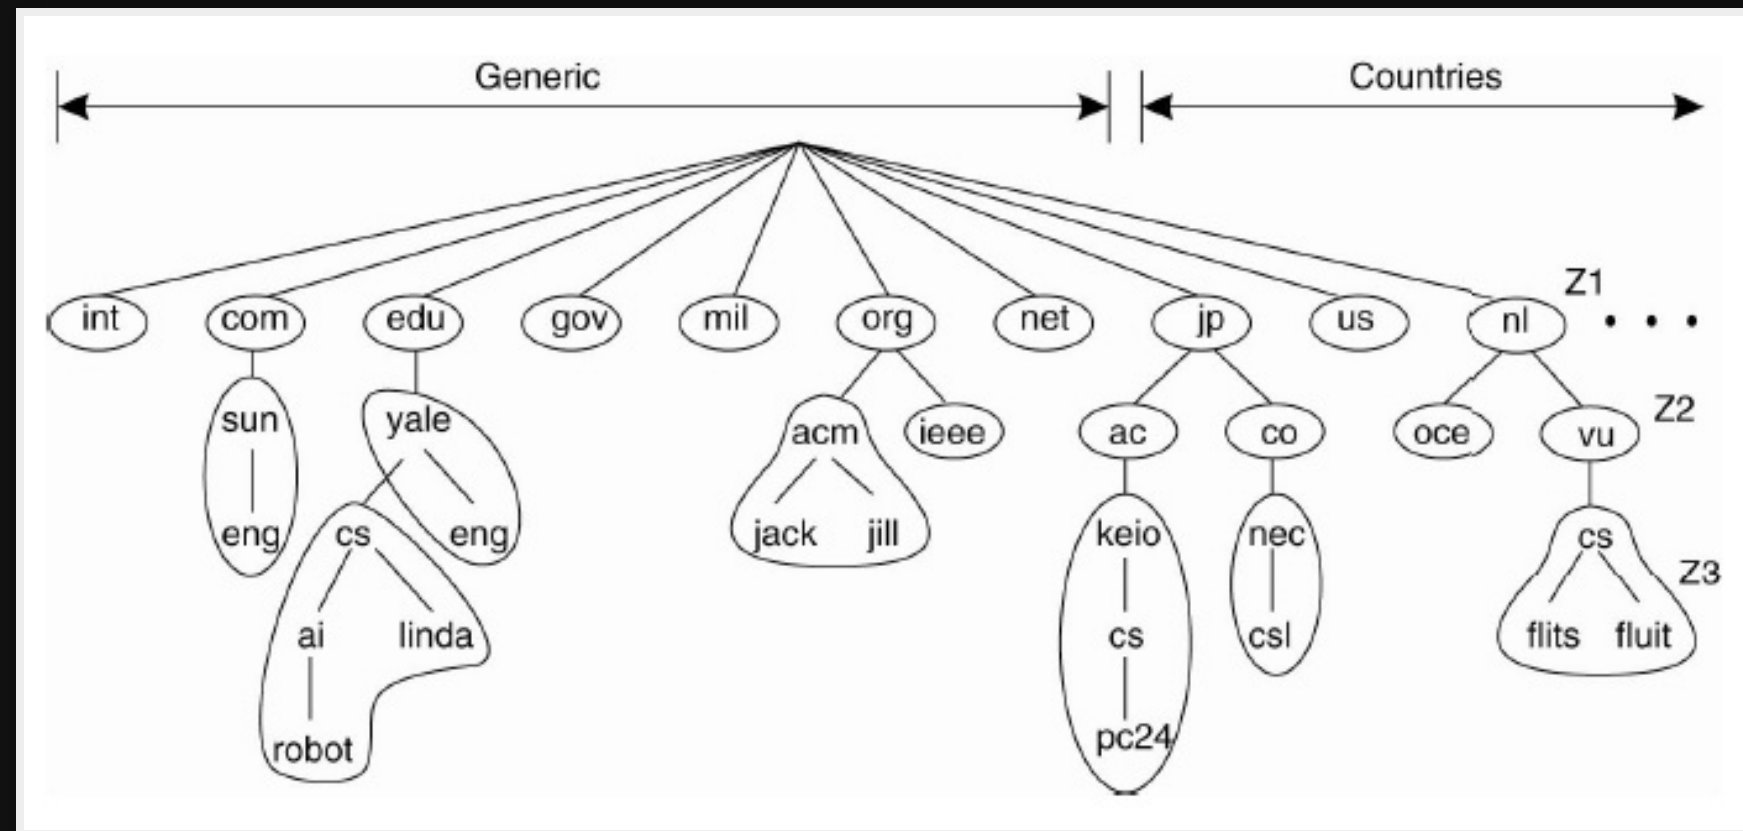 Generic Countries
Z1
int com edu gov mil org net jp us nl • • •
Z2
sun yale acm ieee ac co oce vu
eng cs eng jack jill keio nec cs
Z3
ai linda cs csl flits fluit
robot pc24